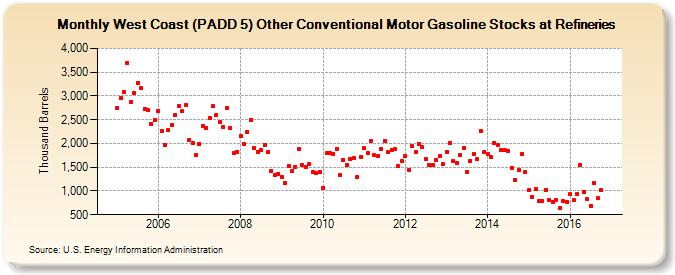 Monthly West Coast (PADD 5) Other Conventional Motor Gasoline Stocks at Refineries
Thousand Barrels
4,000
3,500
3,000
2,500
2,000
1,500
1,000
500
2006 2008 2010 2012 2014 2016
Source: U.S. Energy Information Administration